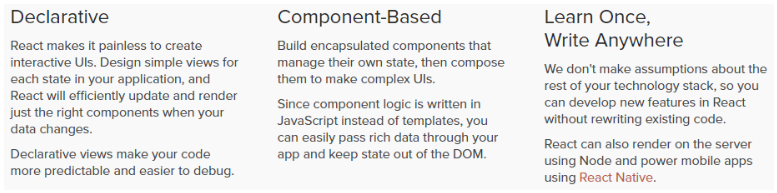 Declarative
React makes it painless to create
interactive UIs. Design simple views for
each state in your application, and
React will efficiently update and render
just the right components when your
data changes.
Declarative views make your code
more predictable and easier to debug.
Component-Based
Build encapsulated components that
manage their own state, then compose
them to make complex UIs.
Since component logic is written in
JavaScript instead of templates, you
can easily pass rich data through your
app and keep state out of the DOM.
Learn Once,
Write Anywhere
We don't make assumptions about the
rest of your technology stack, so you
can develop new features in React
without rewriting existing code.
React can also render on the server
using Node and power mobile apps
using React Native.